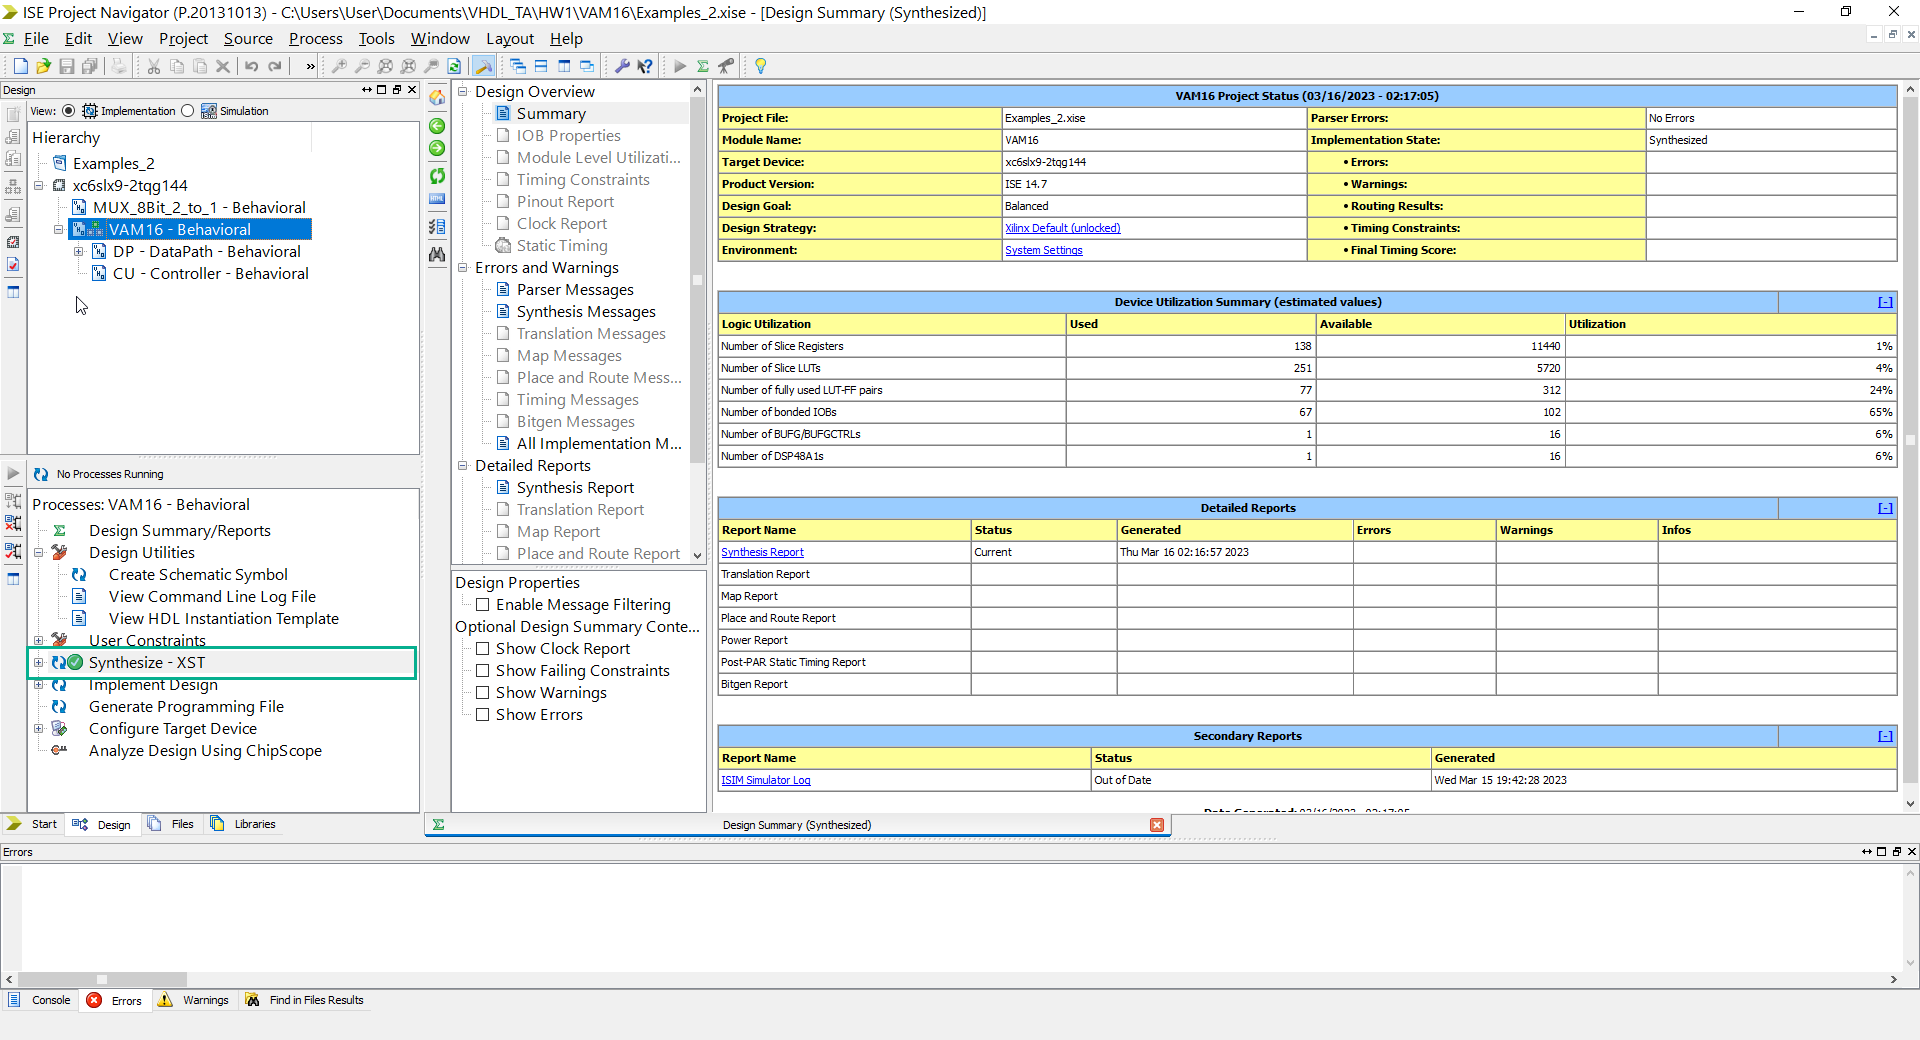 ISE Project Navigator (P.20131013) - C:\Users\User\Documents\VHDL_TA\HW1\VAM16\Examples_2.xise - [Design Summary (Synthesized)]
File Edit View Project Source Process Tools Window Layout Help
Design
View: Implementation Simulation
Hierarchy
Examples_2
xc6slx9-2tqg144
MUX_8Bit_2_to_1 - Behavioral
VAM16 - Behavioral
DP - DataPath - Behavioral
CU - Controller - Behavioral
No Processes Running
Processes: VAM16 - Behavioral
Design Summary/Reports
Design Utilities
Create Schematic Symbol
View Command Line Log File
View HDL Instantiation Template
User Constraints
Synthesize - XST
Implement Design
Generate Programming File
Configure Target Device
Analyze Design Using ChipScope
Start Design Files Libraries
Design Overview
Summary
IOB Properties
Module Level Utilizati...
Timing Constraints
Pinout Report
Clock Report
Static Timing
Errors and Warnings
Parser Messages
Synthesis Messages
Translation Messages
Map Messages
Place and Route Mess...
Timing Messages
Bitgen Messages
All Implementation M...
Detailed Reports
Synthesis Report
Translation Report
Map Report
Place and Route Report
Design Properties
Enable Message Filtering
Optional Design Summary Conte...
Show Clock Report
Show Failing Constraints
Show Warnings
Show Errors
VAM16 Project Status (03/16/2023 - 02:17:05)
Project File: Examples_2.xise Parser Errors: No Errors
Module Name: VAM16 Implementation State: Synthesized
Target Device: xc6slx9-2tqg144 • Errors:
Product Version: ISE 14.7 • Warnings:
Design Goal: Balanced • Routing Results:
Design Strategy: Xilinx Default (unlocked) • Timing Constraints:
Environment: System Settings • Final Timing Score:
Device Utilization Summary (estimated values) [-]
Logic Utilization Used Available Utilization
Number of Slice Registers 138 11440 1%
Number of Slice LUTs 251 5720 4%
Number of fully used LUT-FF pairs 77 312 24%
Number of bonded IOBs 67 102 65%
Number of BUFG/BUFGCTRLs 1 16 6%
Number of DSP48A1s 1 16 6%
Detailed Reports [-]
Report Name Status Generated Errors Warnings Infos
Synthesis Report Current Thu Mar 16 02:16:57 2023
Translation Report
Map Report
Place and Route Report
Power Report
Post-PAR Static Timing Report
Bitgen Report
Secondary Reports [-]
Report Name Status Generated
ISIM Simulator Log Out of Date Wed Mar 15 19:42:28 2023
Date Generated: 03/16/2023 - 02:17:05
Design Summary (Synthesized)
Errors
Console Errors Warnings Find in Files Results